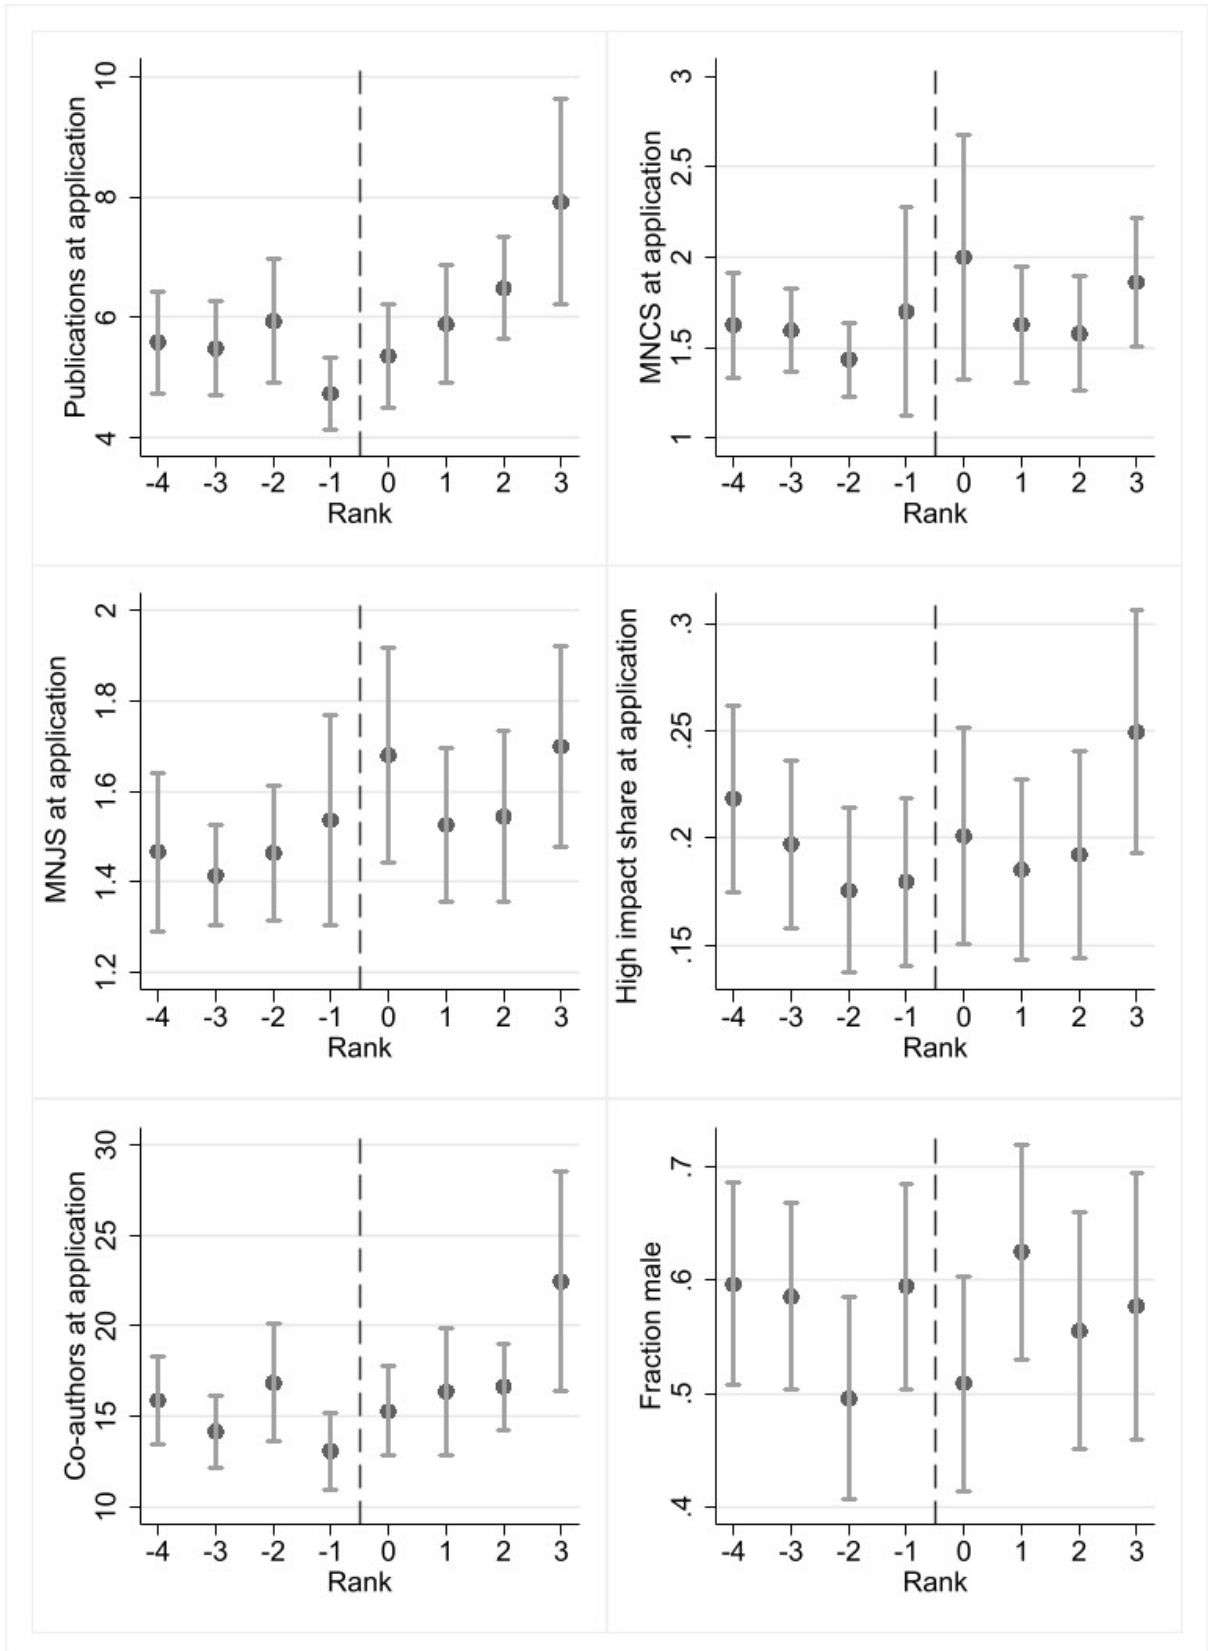 Publications at application
10
8
6
4
-4 -3 -2 -1 0 1 2 3
Rank
MNCS at application
3
2.5
2
1.5
1
-4 -3 -2 -1 0 1 2 3
Rank
MNJS at application
2
1.8
1.6
1.4
1.2
-4 -3 -2 -1 0 1 2 3
Rank
High impact share at application
.3
.25
.2
.15
-4 -3 -2 -1 0 1 2 3
Rank
Co-authors at application
30
25
20
15
10
-4 -3 -2 -1 0 1 2 3
Rank
Fraction male
.7
.6
.5
.4
-4 -3 -2 -1 0 1 2 3
Rank